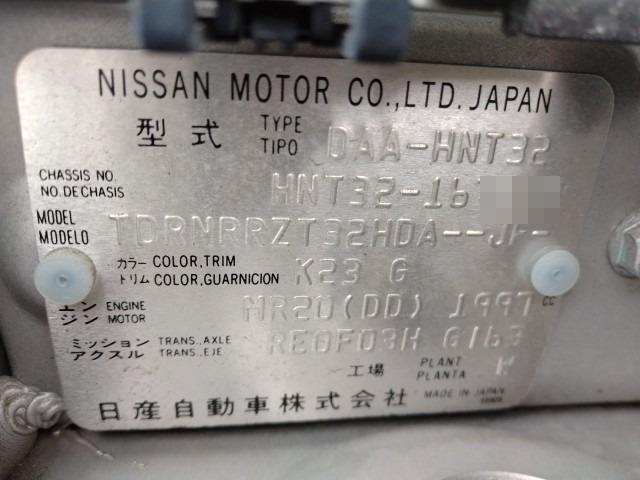 NISSAN MOTOR CO.,LTD.JAPAN
型式 TYPE TIPO DAA-HNT32
CHASSIS NO. NO.DECHASIS HNT32-16
MODEL MODELO TDRNRRZT32HDA--JF-
カラー COLOR,TRIM トリム COLOR,GUARNICION K23 G
エンジン ENGINE MOTOR MR20(DD) 1997 CC
ミッション アクスル TRANS.,AXLE TRANS.,EJE RE0F03H G163
工場 PLANT PLANTA
日産自動車株式会社 MADE IN JAPAN